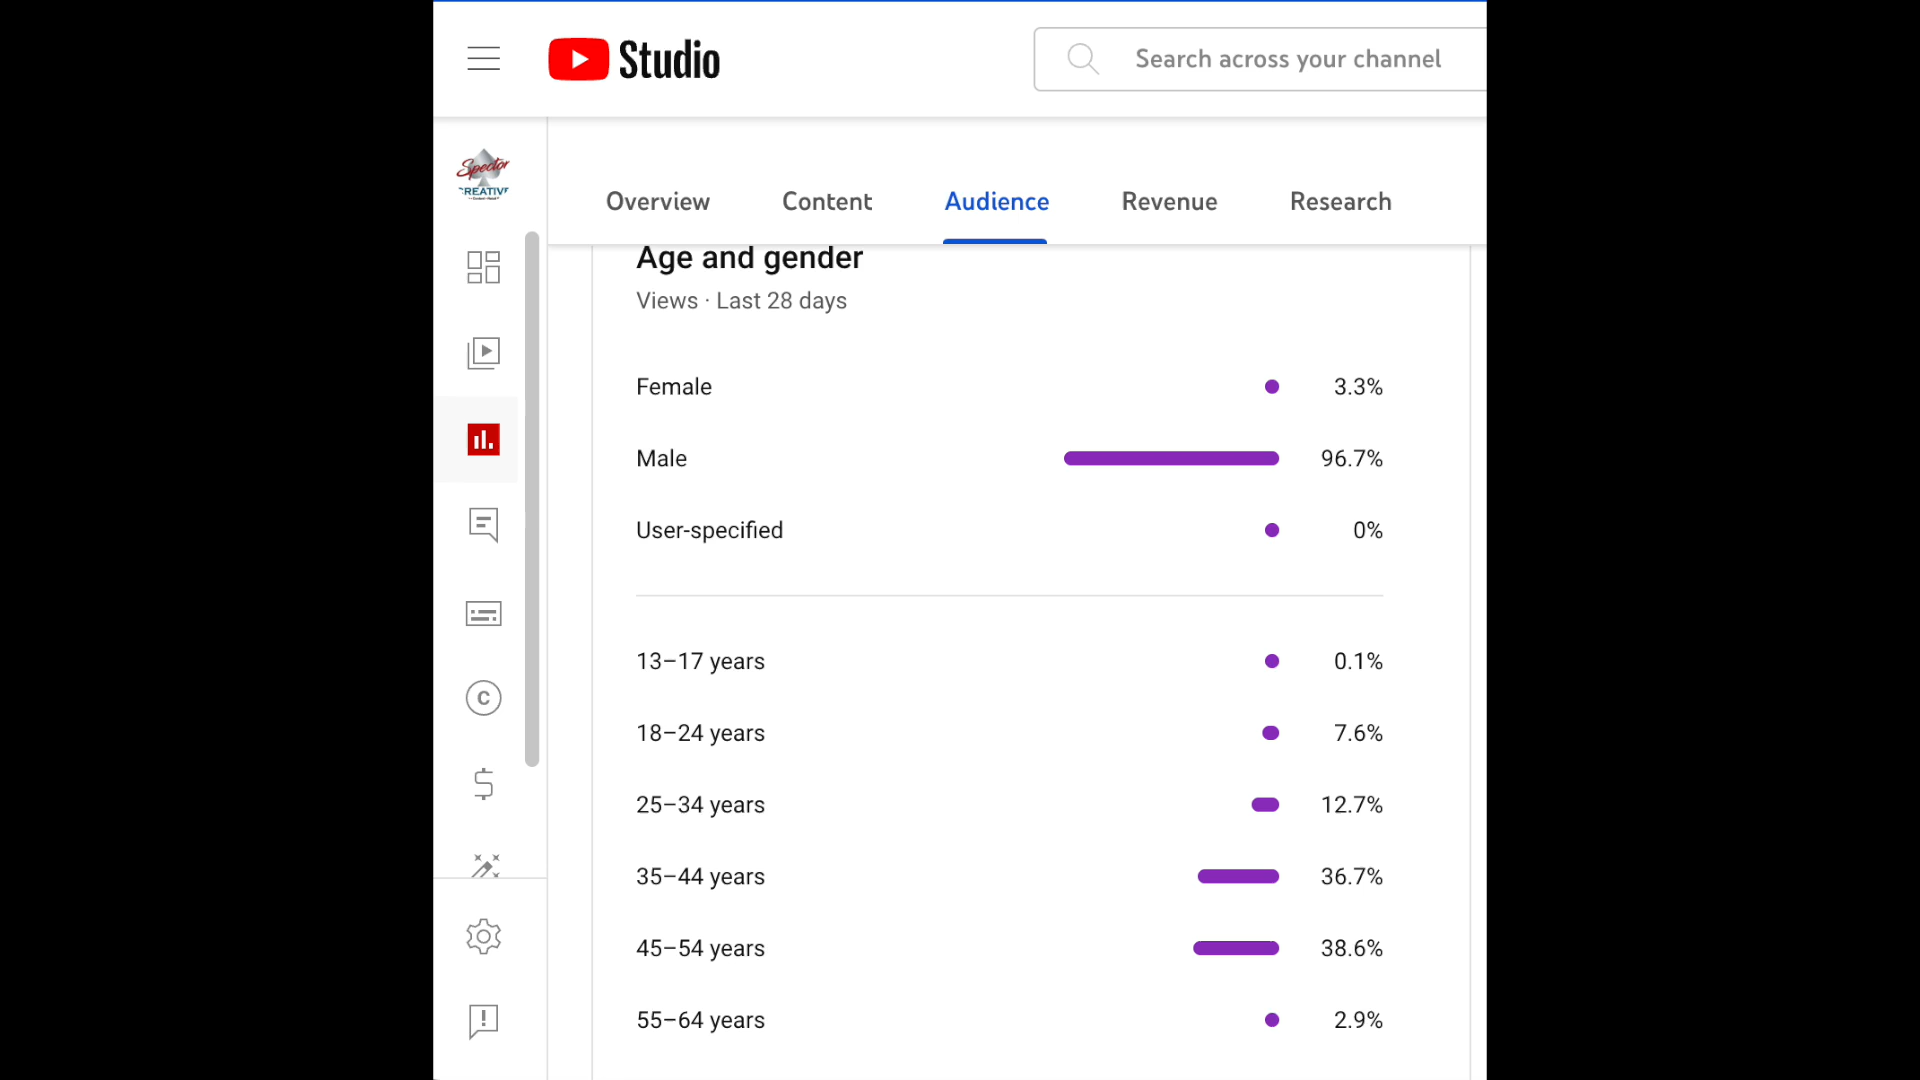 Studio
Search across your channel
Spector
CREATIVE
Overview Content Audience Revenue Research
Age and gender
Views · Last 28 days
Female 3.3%
Male 96.7%
User-specified 0%
13–17 years 0.1%
18–24 years 7.6%
25–34 years 12.7%
35–44 years 36.7%
45–54 years 38.6%
55–64 years 2.9%